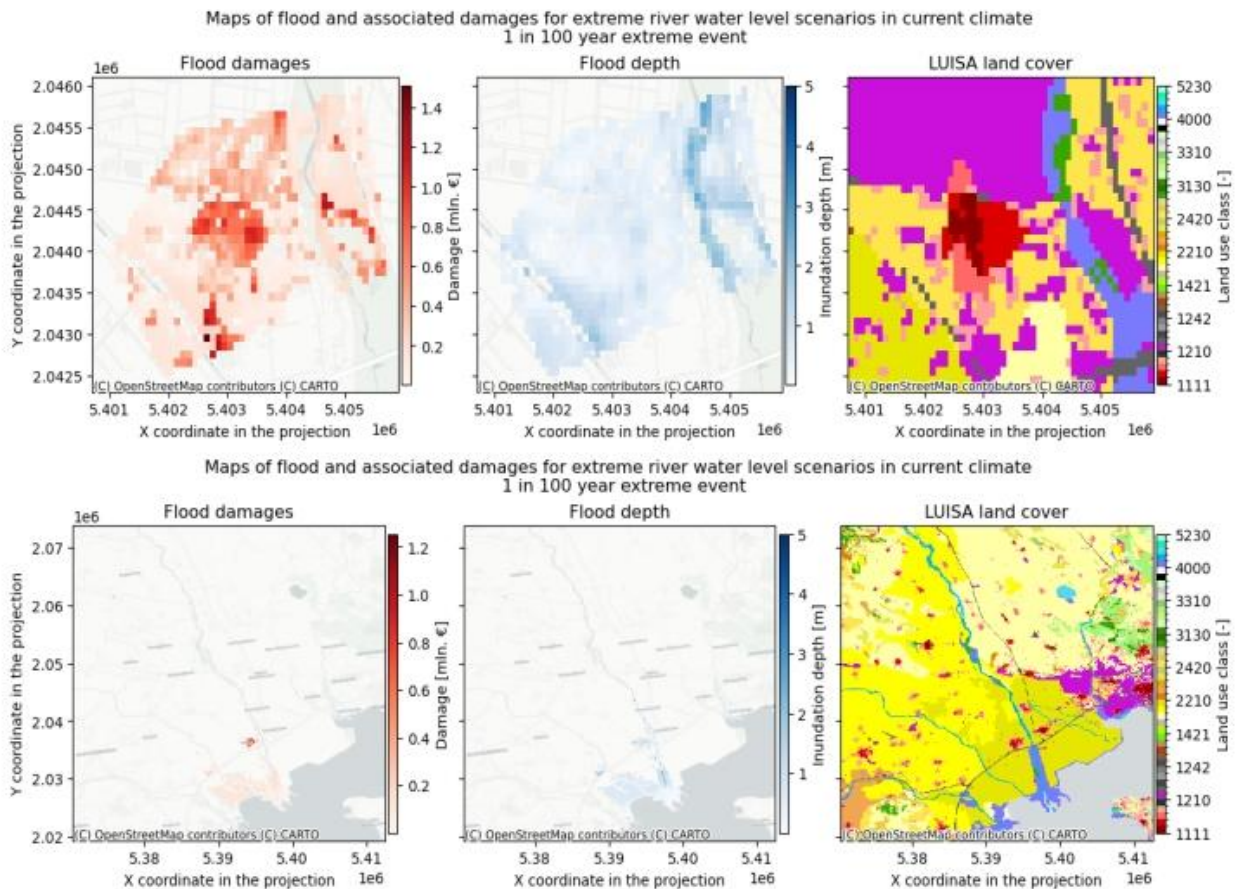 Maps of flood and associated damages for extreme river water level scenarios in current climate
1 in 100 year extreme event
Flood damages
Flood depth
LUISA land cover
1e6
2.0460
2.0455
2.0450
2.0445
2.0440
2.0435
2.0430
2.0425
Y coordinate in the projection
1.4
1.2
1.0
0.8
0.6
0.4
0.2
Damage [mln. €]
5
4
3
2
1
Inundation depth [m]
5230
4000
3310
3130
2420
2210
1421
1242
1210
1111
Land use class [-]
(C) OpenStreetMap contributors (C) CARTO
(C) OpenStreetMap contributors (C) CARTO
(C) OpenStreetMap contributors (C) CARTO
5.401 5.402 5.403 5.404 5.405
5.401 5.402 5.403 5.404 5.405
5.401 5.402 5.403 5.404 5.405
X coordinate in the projection 1e6
X coordinate in the projection 1e6
X coordinate in the projection 1e6
Maps of flood and associated damages for extreme river water level scenarios in current climate
1 in 100 year extreme event
Flood damages
Flood depth
LUISA land cover
1e6
2.07
2.06
2.05
2.04
2.03
2.02
Y coordinate in the projection
1.2
1.0
0.8
0.6
0.4
0.2
Damage [mln. €]
5
4
3
2
1
Inundation depth [m]
5230
4000
3310
3130
2420
2210
1421
1242
1210
1111
Land use class [-]
(C) OpenStreetMap contributors (C) CARTO
(C) OpenStreetMap contributors (C) CARTO
(C) OpenStreetMap contributors (C) CARTO
5.38 5.39 5.40 5.41
5.38 5.39 5.40 5.41
5.38 5.39 5.40 5.41
X coordinate in the projection 1e6
X coordinate in the projection 1e6
X coordinate in the projection 1e6